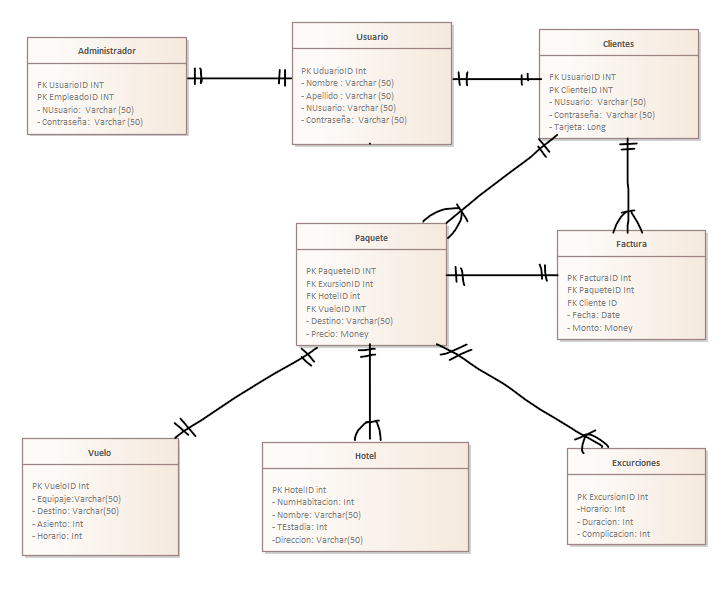 Administrador
FK UsuarioID INT
PK EmpleadoID INT
- NUsuario: Varchar (50)
- Contraseña: Varchar (50)
Usuario
PK UduarioID Int
- Nombre : Varchar (50)
- Apellido : Varchar (50)
- NUsuario: Varchar (50)
- Contraseña: Varchar (50)
Clientes
FK UsuarioID INT
PK ClienteID INT
- NUsuario: Varchar (50)
- Contraseña: Varchar (50)
- Tarjeta: Long
Paquete
PK PaqueteID INT
FK ExursionID Int
FK HotelID int
FK VueloID INT
- Destino: Varchar(50)
- Precio: Money
Factura
PK FacturaID Int
FK PaqueteID Int
FK Cliente ID
- Fecha: Date
- Monto: Money
Vuelo
PK VueloID Int
- Equipaje:Varchar(50)
- Destino: Varchar(50)
- Asiento: Int
- Horario: Int
Hotel
PK HotelID int
- NumHabitacion: Int
- Nombre: Varchar(50)
- TEstadia: Int
-Direccion: Varchar(50)
Excurciones
PK ExcursionID Int
-Horario: Int
- Duracion: Int
- Complicacion: Int